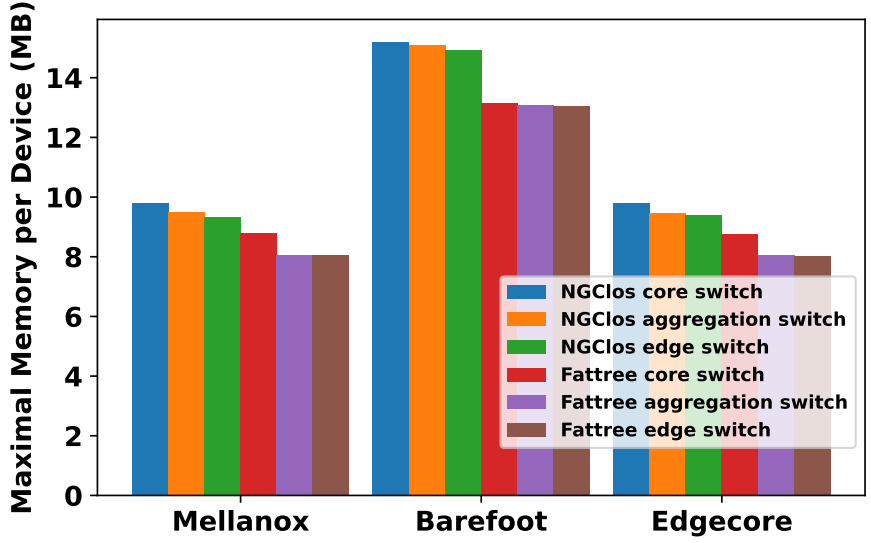 Maximal Memory per Device (MB)
14
12
10
8
6
4
2
0
NGClos core switch
NGClos aggregation switch
NGClos edge switch
Fattree core switch
Fattree aggregation switch
Fattree edge switch
Mellanox Barefoot Edgecore